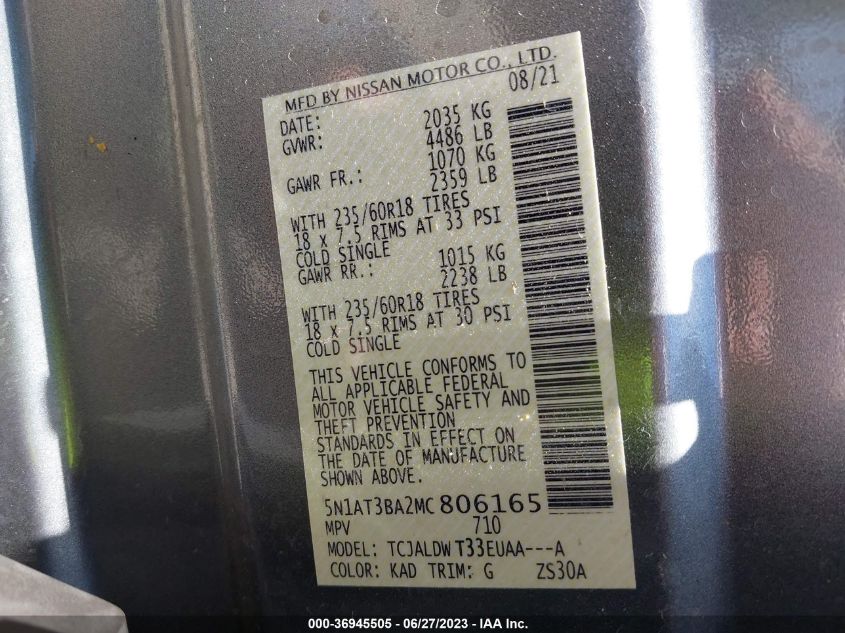 MFD BY NISSAN MOTOR CO., LTD.
DATE: 08/21
GVWR: 2035 KG
4486 LB
GAWR FR.: 1070 KG
2359 LB
WITH 235/60R18 TIRES
18 x 7.5 RIMS AT 33 PSI
COLD SINGLE
GAWR RR.: 1015 KG
2238 LB
WITH 235/60R18 TIRES
18 x 7.5 RIMS AT 30 PSI
COLD SINGLE
THIS VEHICLE CONFORMS TO
ALL APPLICABLE FEDERAL
MOTOR VEHICLE SAFETY AND
THEFT PREVENTION
STANDARDS IN EFFECT ON
THE DATE OF MANUFACTURE
SHOWN ABOVE.
5N1AT3BA2MC806165
MPV 710
MODEL: TCJALDW T33EUAA---A
COLOR: KAD TRIM: G ZS30A
000-36945505 - 06/27/2023 - IAA Inc.